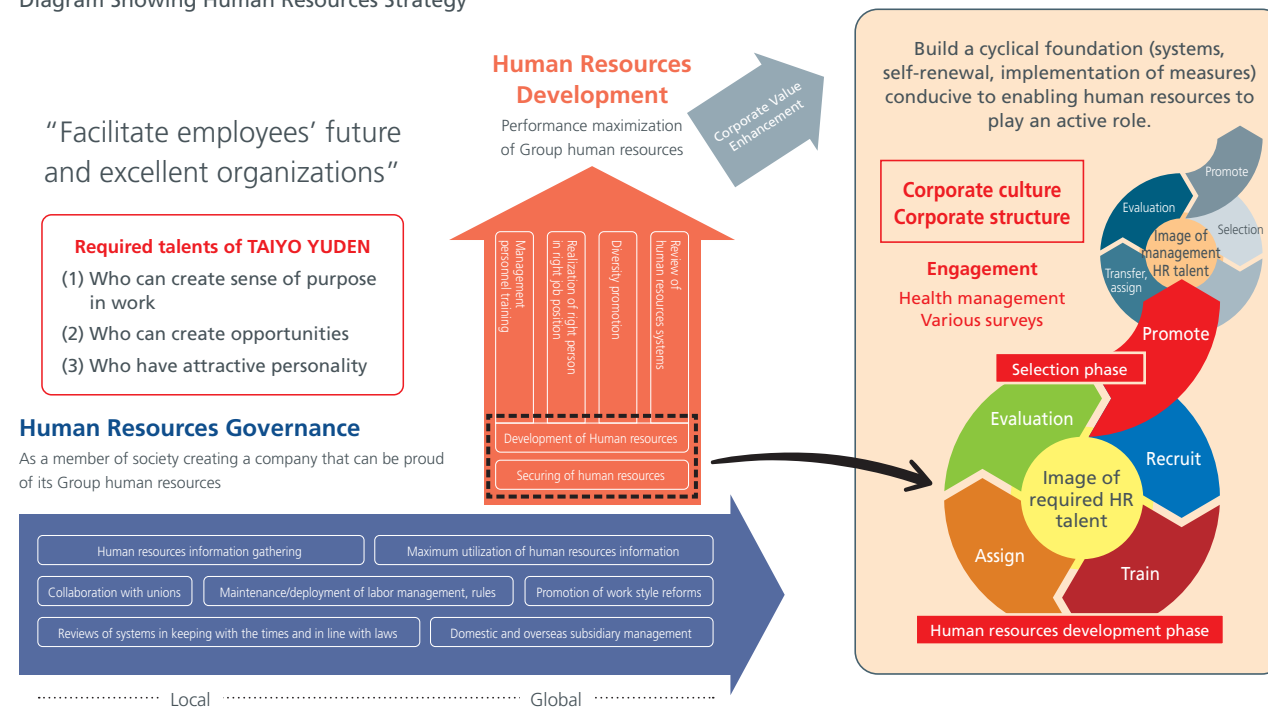 Diagram Showing Human Resources Strategy
“Facilitate employees’ future
and excellent organizations”
Required talents of TAIYO YUDEN
(1) Who can create sense of purpose
in work
(2) Who can create opportunities
(3) Who have attractive personality
Human Resources Governance
As a member of society creating a company that can be proud
of its Group human resources
Human resources information gathering
Maximum utilization of human resources information
Collaboration with unions
Maintenance/deployment of labor management, rules
Promotion of work style reforms
Reviews of systems in keeping with the times and in line with laws
Domestic and overseas subsidiary management
Local
Global
Human Resources
Development
Performance maximization
of Group human resources
Corporate Value
Enhancement
Management
personnel training
Realization of right person
in right job position
Diversity promotion
Review of
human resources systems
Development of Human resources
Securing of human resources
Build a cyclical foundation (systems,
self-renewal, implementation of measures)
conducive to enabling human resources to
play an active role.
Corporate culture
Corporate structure
Engagement
Health management
Various surveys
Promote
Evaluation
Selection
Image of
management
HR talent
Transfer,
assign
Promote
Selection phase
Evaluation
Recruit
Image of
required HR
talent
Assign
Train
Human resources development phase